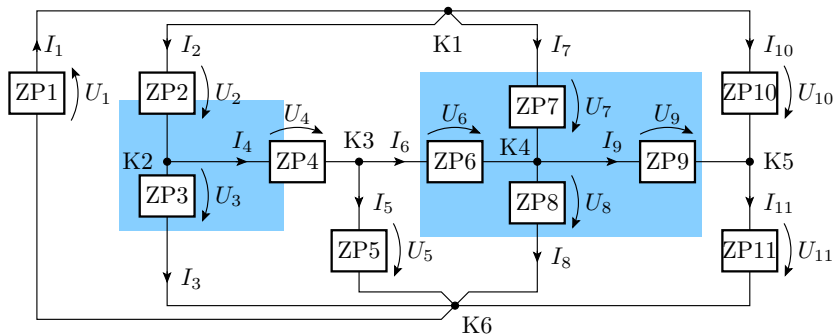 K1
I₁ I₂ I₇ I₁₀
ZP1 U₁ ZP2 U₂ ZP7 U₇ ZP10 U₁₀
U₄ U₆ U₉
K2 I₄ ZP4 K3 I₆ ZP6 K4 I₉ ZP9 K5
ZP3 U₃ I₅ ZP8 U₈ I₁₁
ZP5 U₅ ZP11 U₁₁
I₃ I₈
K6